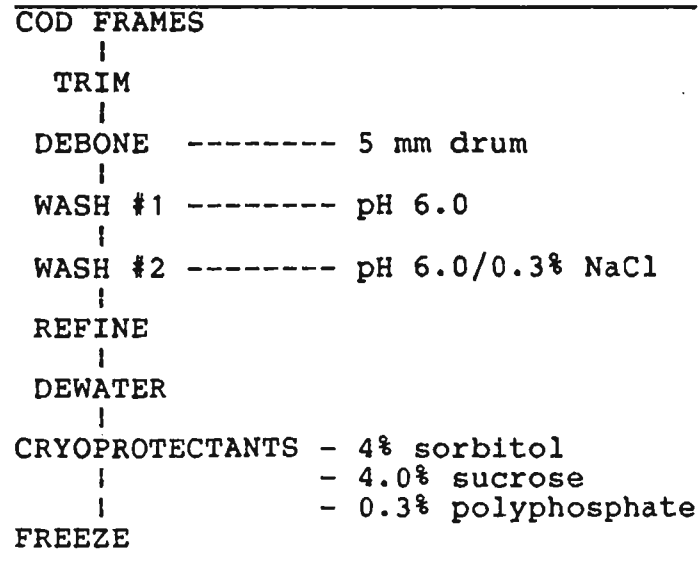 COD FRAMES
TRIM
DEBONE -------- 5 mm drum
WASH #1 -------- pH 6.0
WASH #2 -------- pH 6.0/0.3% NaCl
REFINE
DEWATER
CRYOPROTECTANTS - 4% sorbitol
- 4.0% sucrose
- 0.3% polyphosphate
FREEZE